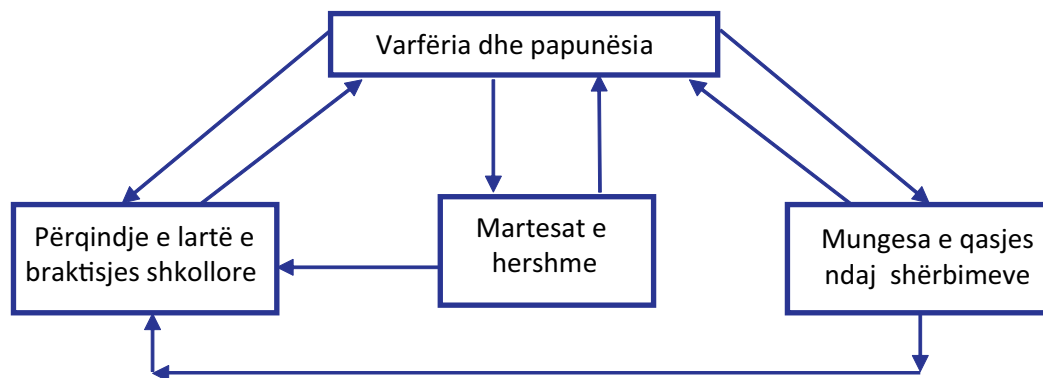 Varfëria dhe papunësia
Përqindje e lartë e
braktisjes shkollore
Martesat e
hershme
Mungesa e qasjes
ndaj shërbimeve